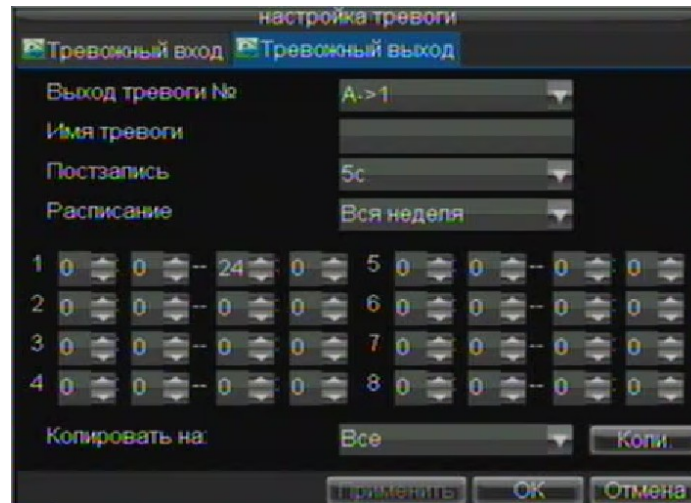 настройка тревоги
Тревожный вход Тревожный выход
Выход тревоги № A->1
Имя тревоги
Постзапись 5с
Расписание Вся неделя
1 0 : 0 -- 24 : 0 5 0 : 0 -- 0 : 0
2 0 : 0 -- 0 : 0 6 0 : 0 -- 0 : 0
3 0 : 0 -- 0 : 0 7 0 : 0 -- 0 : 0
4 0 : 0 -- 0 : 0 8 0 : 0 -- 0 : 0
Копировать на: Все Копи.
Применить ОК Отмена